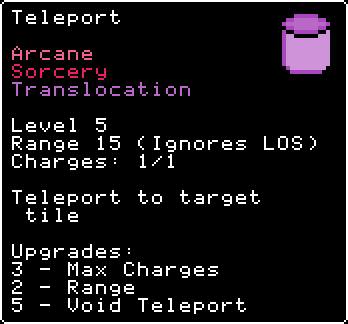 Teleport
Arcane
Sorcery
Translocation
Level 5
Range 15 (Ignores LOS)
Charges: 1/1
Teleport to target
tile
Upgrades:
3 - Max Charges
2 - Range
5 - Void Teleport